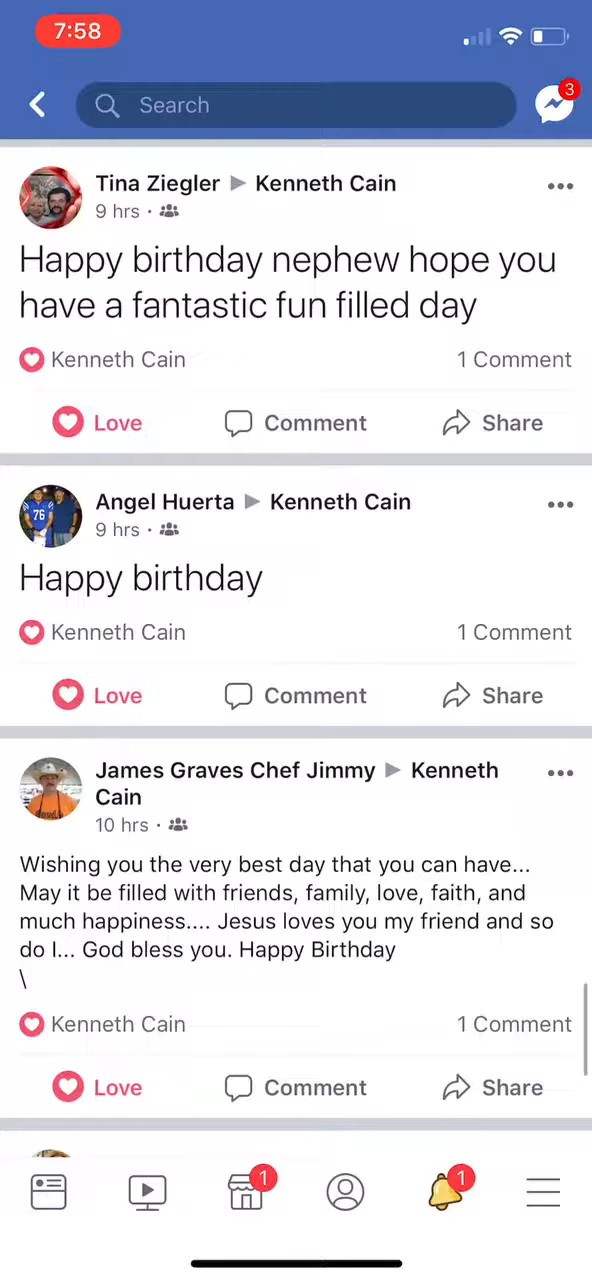 7:58
Search
3
Tina Ziegler ▶ Kenneth Cain
9 hrs ·
Happy birthday nephew hope you
have a fantastic fun filled day
Kenneth Cain 1 Comment
Love Comment Share
Angel Huerta ▶ Kenneth Cain
9 hrs ·
76
Happy birthday
Kenneth Cain 1 Comment
Love Comment Share
James Graves Chef Jimmy ▶ Kenneth
Cain
10 hrs ·
Wishing you the very best day that you can have...
May it be filled with friends, family, love, faith, and
much happiness.... Jesus loves you my friend and so
do I... God bless you. Happy Birthday
\
Kenneth Cain 1 Comment
Love Comment Share
1 1